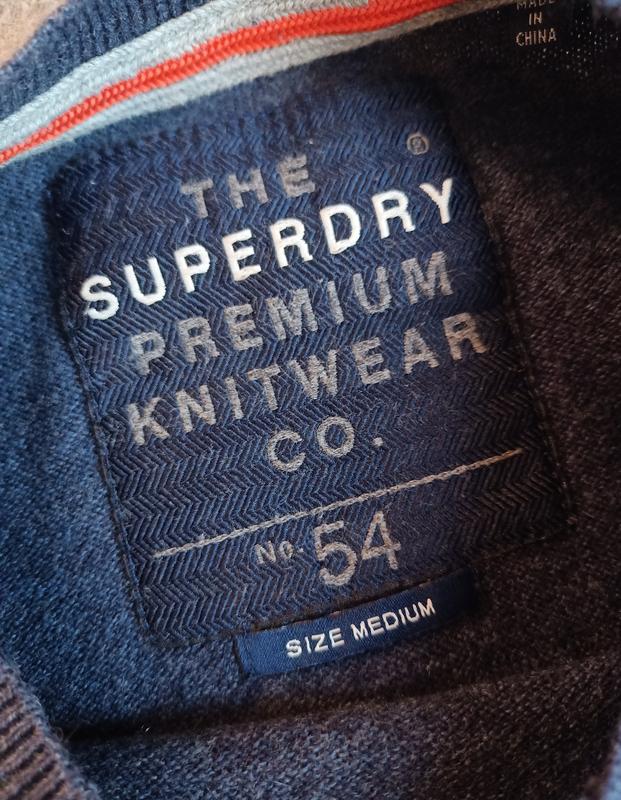 MADE
IN
CHINA
®
THE
SUPERDRY
PREMIUM
KNITWEAR
CO.
No. 54
SIZE MEDIUM